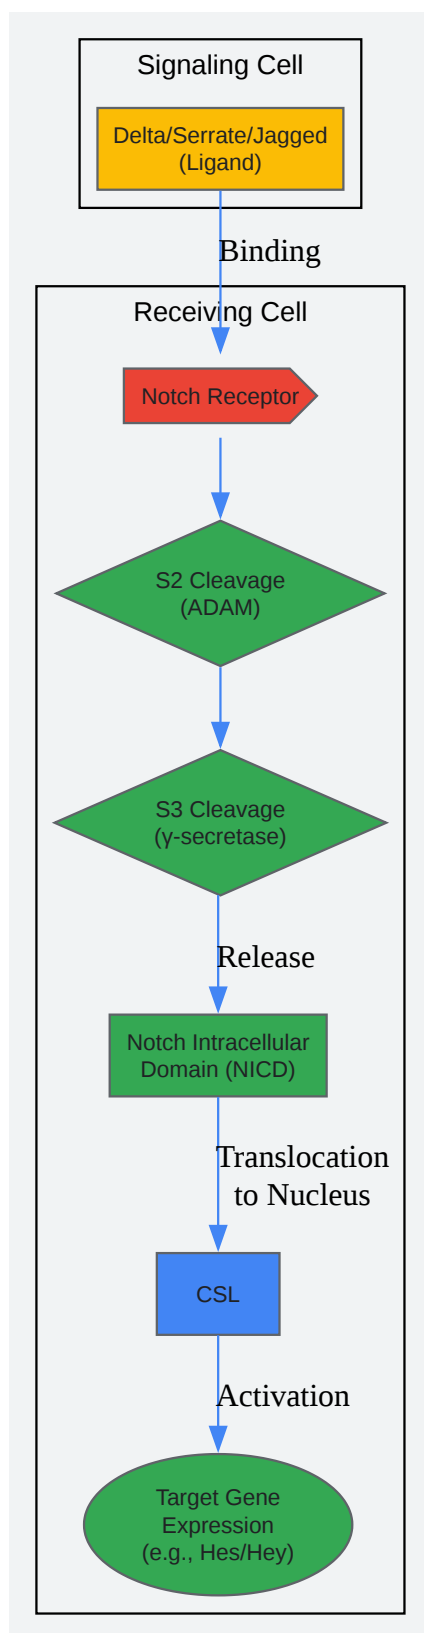 Signaling Cell
Delta/Serrate/Jagged
(Ligand)
Binding
Receiving Cell
Notch Receptor
S2 Cleavage
(ADAM)
S3 Cleavage
(γ-secretase)
Release
Notch Intracellular
Domain (NICD)
Translocation
to Nucleus
CSL
Activation
Target Gene
Expression
(e.g., Hes/Hey)